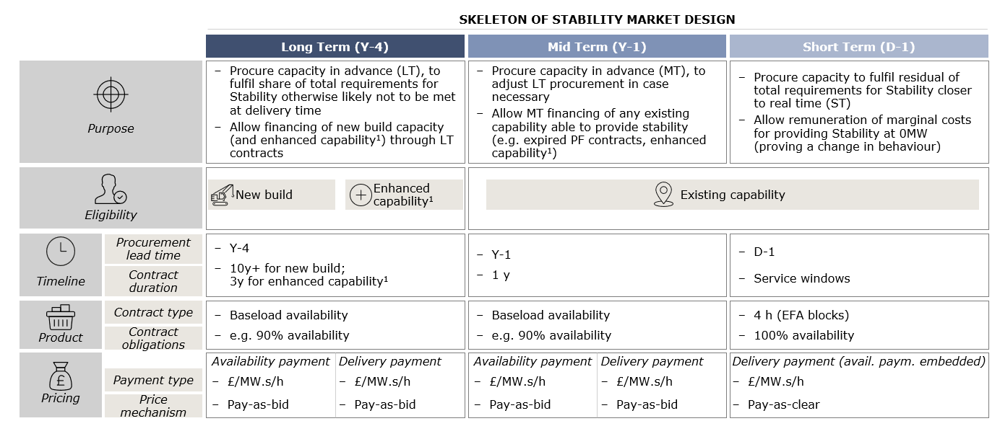 SKELETON OF STABILITY MARKET DESIGN
Long Term (Y-4)
Mid Term (Y-1)
Short Term (D-1)
Purpose
– Procure capacity in advance (LT), to
fulfil share of total requirements for
Stability otherwise likely not to be met
at delivery time
– Allow financing of new build capacity
(and enhanced capability¹) through LT
contracts
– Procure capacity in advance (MT), to
adjust LT procurement in case
necessary
– Allow MT financing of any existing
capability able to provide stability
(e.g. expired PF contracts, enhanced
capability¹)
– Procure capacity to fulfil residual of
total requirements for Stability closer
to real time (ST)
– Allow remuneration of marginal costs
for providing Stability at 0MW
(proving a change in behaviour)
Eligibility
New build
Enhanced
capability¹
Existing capability
Timeline
Procurement
lead time
Contract
duration
– Y-4
– 10y+ for new build;
3y for enhanced capability¹
– Y-1
– 1 y
– D-1
– Service windows
Product
Contract type
Contract
obligations
– Baseload availability
– e.g. 90% availability
– Baseload availability
– e.g. 90% availability
– 4 h (EFA blocks)
– 100% availability
Pricing
£
Payment type
Price
mechanism
Availability payment
– £/MW.s/h
– Pay-as-bid
Delivery payment
– £/MW.s/h
– Pay-as-bid
Availability payment
– £/MW.s/h
– Pay-as-bid
Delivery payment
– £/MW.s/h
– Pay-as-bid
Delivery payment (avail. paym. embedded)
– £/MW.s/h
– Pay-as-clear